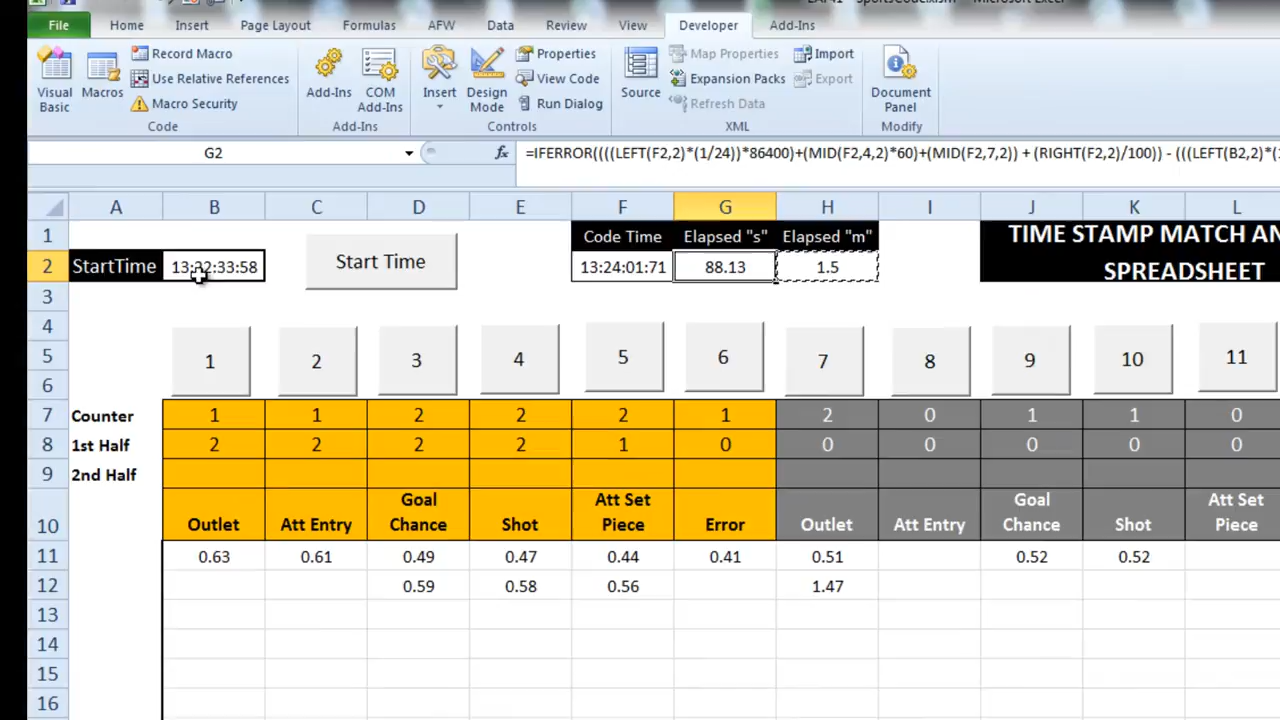 File Home Insert Page Layout Formulas AFW Data Review View Developer Add-Ins
Visual Basic
Macros
Record Macro
Use Relative References
Macro Security
Code
Add-Ins
COM Add-Ins
Add-Ins
Insert
Design Mode
Properties
View Code
Run Dialog
Controls
Source
Map Properties
Expansion Packs
Refresh Data
Import
Export
XML
Document Panel
Modify
G2 fx =IFERROR((((LEFT(F2,2)*(1/24))*86400)+(MID(F2,4,2)*60)+(MID(F2,7,2)) + (RIGHT(F2,2)/100)) - (((LEFT(B2,2)*(1
A B C D E F G H I J K L
1 Code Time Elapsed "s" Elapsed "m" TIME STAMP MATCH AN
2 StartTime Start Time 13:24:01:71 88.13 1.5 SPREADSHEET
3
4
5 1 2 3 4 5 6 7 8 9 10 11
6
7 Counter 1 1 2 2 2 1 2 0 1 1 0
8 1st Half 2 2 2 2 1 0 0 0 0 0 0
9 2nd Half
10 Outlet Att Entry Goal Chance Shot Att Set Piece Error Outlet Att Entry Goal Chance Shot Att Set Piece
11 0.63 0.61 0.49 0.47 0.44 0.41 0.51 0.52 0.52
12 0.59 0.58 0.56 1.47
13
14
15
16